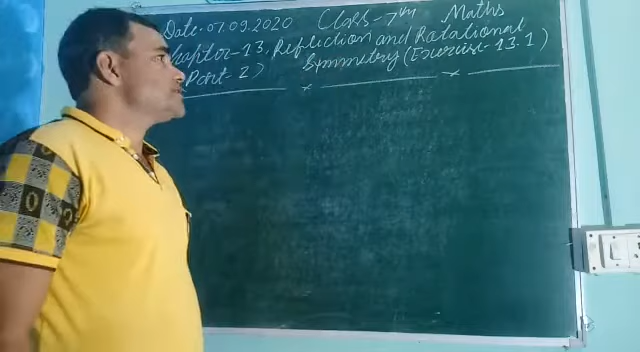 Date. 07.09.2020 Class-7th Maths
Chapter-13. Reflection and Rotational
(Part 2) Symmetry (Exercise-13.1)